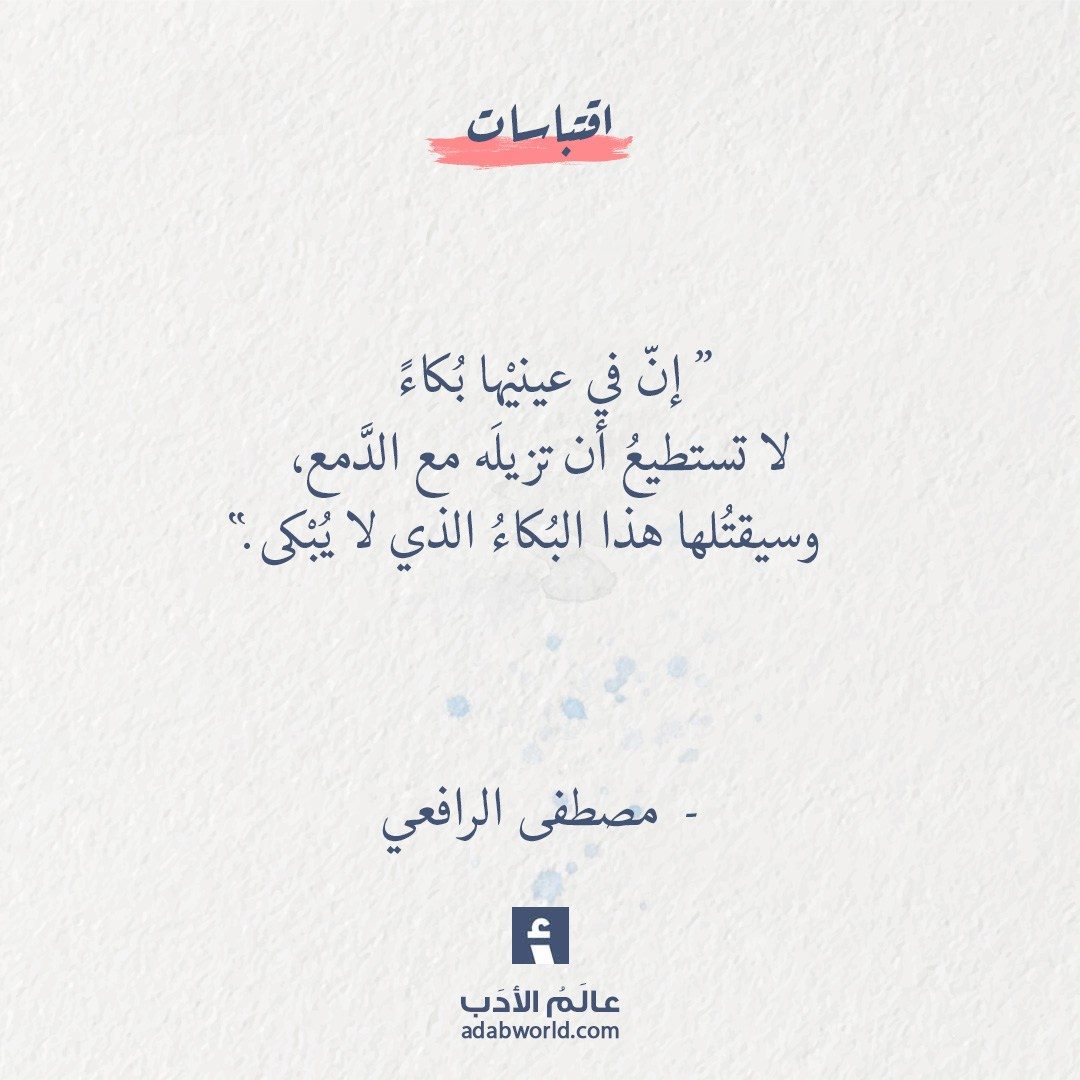 اقتباسات
” إنّ في عينيْها بُكاءً
لا تستطيعُ أن تزيلَه مع الدَّمع،
وسيقتُلها هذا البُكاءُ الذي لا يُبْكى.“
- مصطفى الرافعي
أ
عالَمُ الأدَب
adabworld.com